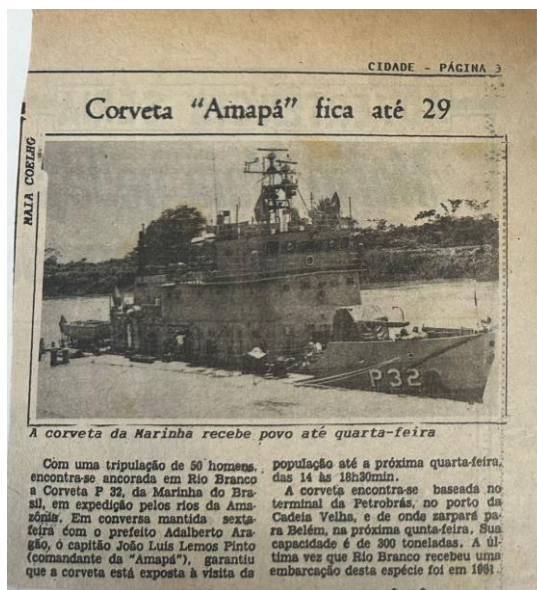 CIDADE - PÁGINA 3
Corveta "Amapá" fica até 29
MAIA COELHO
P32
A corveta da Marinha recebe povo até quarta-feira
Com uma tripulação de 50 homens,
encontra-se ancorada em Rio Branco
a Corveta P 32, da Marinha do Bra-
sil, em expedição pelos rios da Ama-
zônia. Em conversa mantida sexta-
feira com o prefeito Adalberto Ara-
gão, o capitão João Luis Lemos Pinto
(comandante da "Amapá"), garantiu
que a corveta está exposta à visita da
população até a próxima quarta-feira,
das 14 às 18h30min.
A corveta encontra-se baseada no
terminal da Petrobrás, no porto da
Cadeia Velha, e de onde zarpará pa-
ra Belém, na próxima qunta-feira. Sua
capacidade é de 300 toneladas. A úl-
tima vez que Rio Branco recebeu uma
embarcação desta espécie foi em 1981.